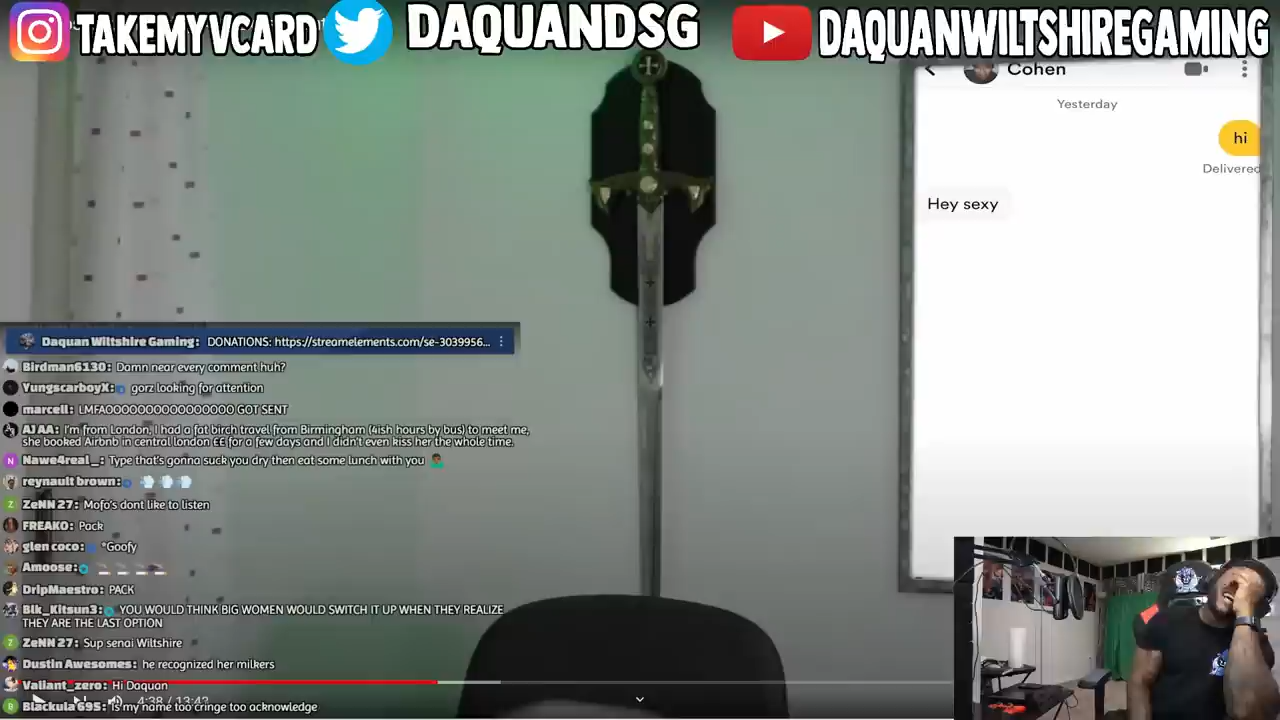 TAKEMYVCARD
DAQUANDSG
DAQUANWILTSHIREGAMING
Cohen
Yesterday
hi
Delivered
Hey sexy
Daquan Wiltshire Gaming: DONATIONS: https://streamelements.com/se-3039956...
Birdman6130: Damn near every comment huh?
YungscarboyX: gorz looking for attention
marcell: LMFAOOOOOOOOOOOOOOOOO GOT SENT
AJ AA: I'm from London, I had a fat birch travel from Birmingham (4ish hours by bus) to meet me,
she booked Airbnb in central london ££ for a few days and I didn't even kiss her the whole time.
Nawe4real_: Type that's gonna suck you dry then eat some lunch with you
reynault brown:
ZeNN 27: Mofo's dont like to listen
FREAKO: Pack
glen coco: *Goofy
Amoose:
DripMaestro: PACK
Blk_Kitsun3: YOU WOULD THINK BIG WOMEN WOULD SWITCH IT UP WHEN THEY REALIZE
THEY ARE THE LAST OPTION
ZeNN 27: Sup senai Wiltshire
Dustin Awesomes: he recognized her milkers
Valiant_zero: Hi Daquan
4:38 / 13:42
Blackula 69S: Is my name too cringe too acknowledge